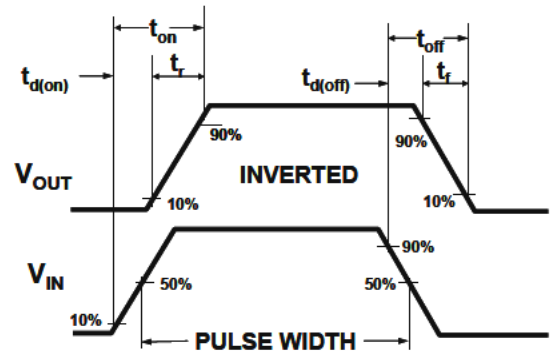 t_on t_off
t_d(on) t_r t_d(off) t_f
90% 90%
V_OUT INVERTED
10% 10%
90%
V_IN 50% 50%
10%
PULSE WIDTH